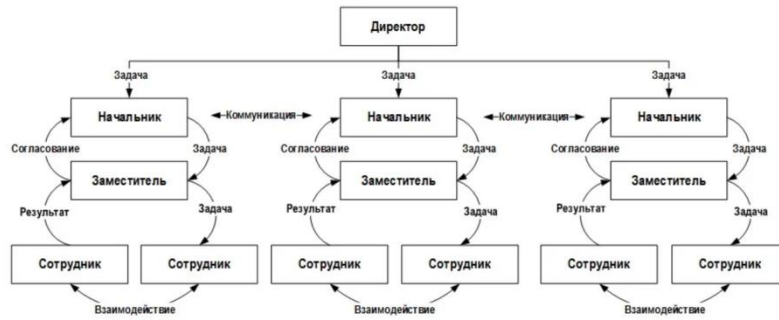 Директор
Задача Задача Задача
Начальник Коммуникация Начальник Коммуникация Начальник
Согласование Задача Согласование Задача Согласование Задача
Заместитель Заместитель Заместитель
Результат Задача Результат Задача Результат Задача
Сотрудник Сотрудник Сотрудник Сотрудник Сотрудник Сотрудник
Взаимодействие Взаимодействие Взаимодействие